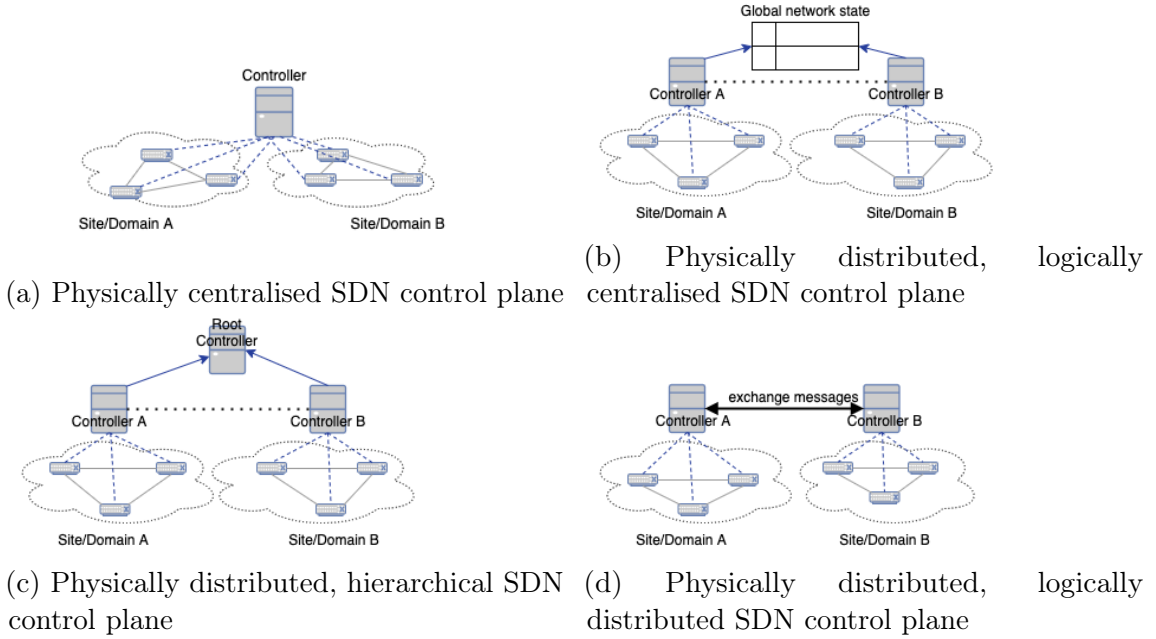 Controller
Site/Domain A
Site/Domain B
(a) Physically centralised SDN control plane
Global network state
Controller A
Controller B
Site/Domain A
Site/Domain B
(b) Physically distributed, logically
centralised SDN control plane
Root
Controller
Controller A
Controller B
Site/Domain A
Site/Domain B
(c) Physically distributed, hierarchical SDN
control plane
exchange messages
Controller A
Controller B
Site/Domain A
Site/Domain B
(d) Physically distributed, logically
distributed SDN control plane